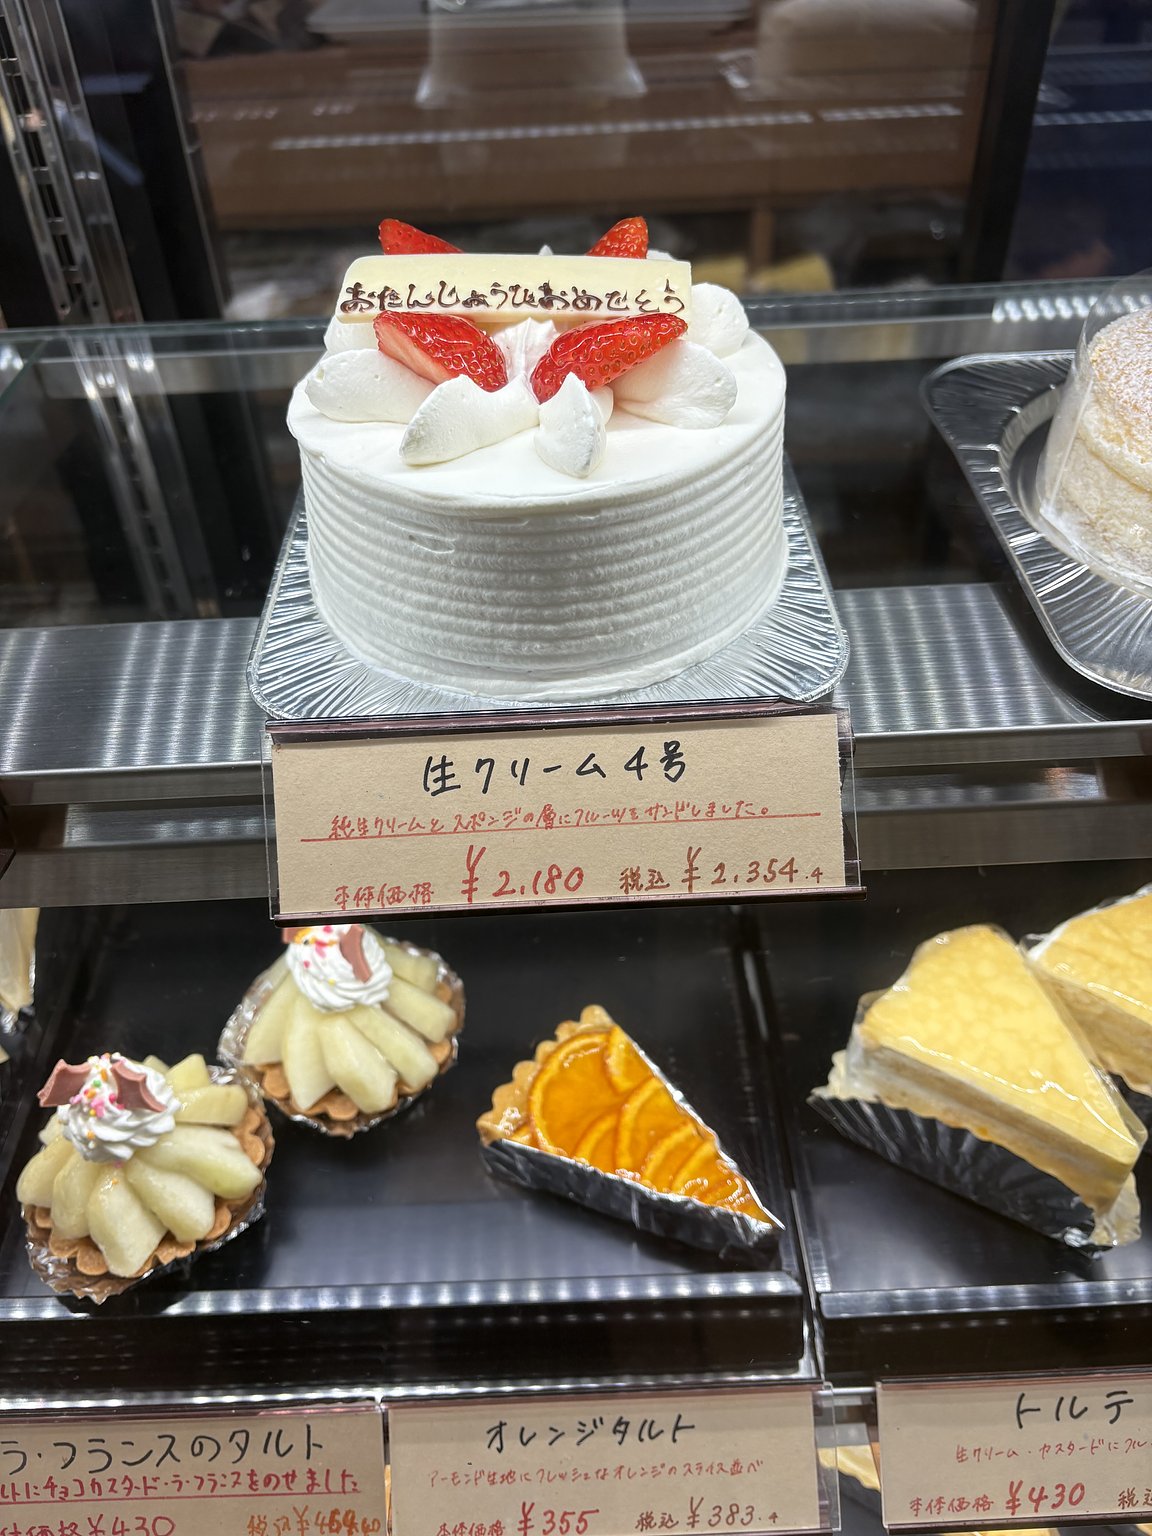 おたんじょうびおめでとう
生クリーム4号
純生クリームとスポンジの層にフルーツをサンドしました。
本体価格 ¥2,180 税込 ¥2,354.4
ラ・フランスのタルト
ルトにチョコカスタード・ラ・フランスをのせました
体価格¥430 税込¥464.40
オレンジタルト
アーモンド生地にフレッシュなオレンジのスライス並べ
本体価格 ¥355 税込 ¥383.4
トルテ
生クリーム・カスタードにフル
本体価格 ¥430 税込